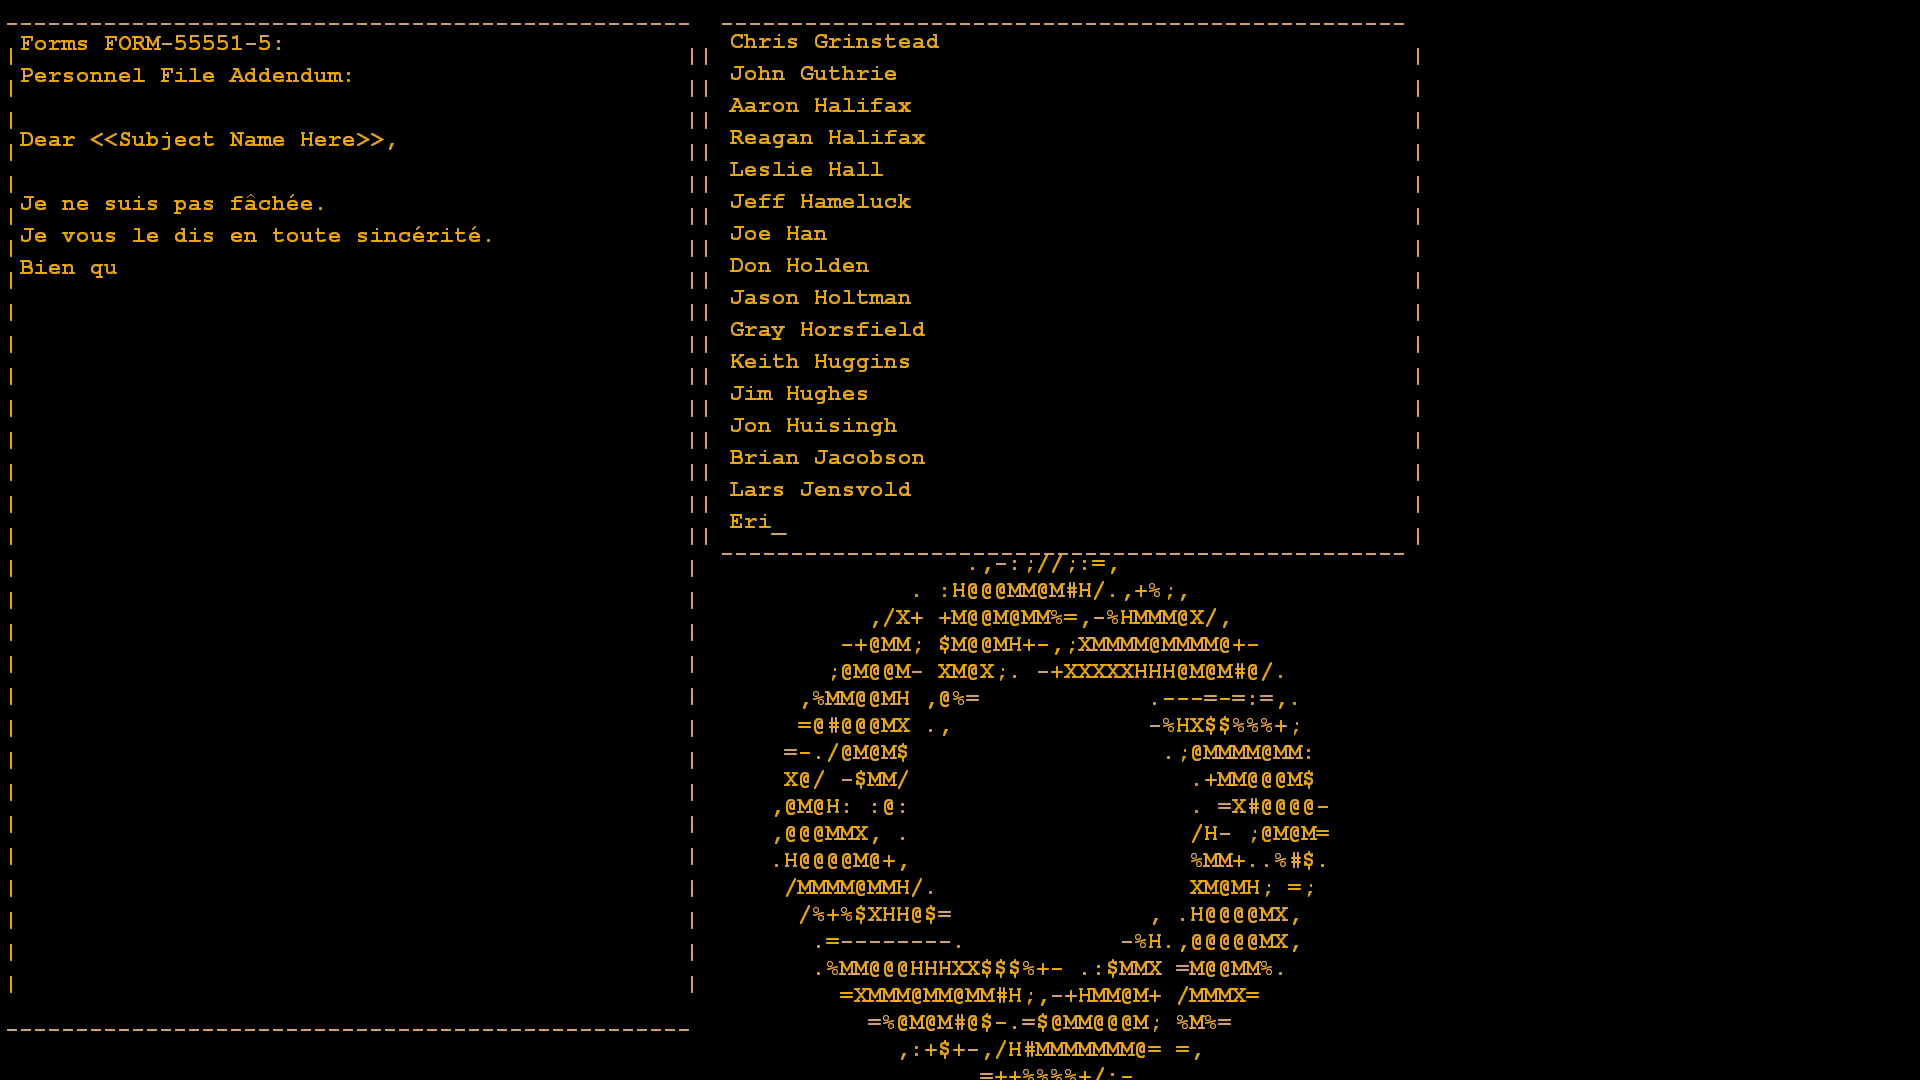 Forms FORM-55551-5:
Personnel File Addendum:
Dear <<Subject Name Here>>,
Je ne suis pas fâchée.
Je vous le dis en toute sincérité.
Bien qu
Chris Grinstead
John Guthrie
Aaron Halifax
Reagan Halifax
Leslie Hall
Jeff Hameluck
Joe Han
Don Holden
Jason Holtman
Gray Horsfield
Keith Huggins
Jim Hughes
Jon Huisingh
Brian Jacobson
Lars Jensvold
Eri_